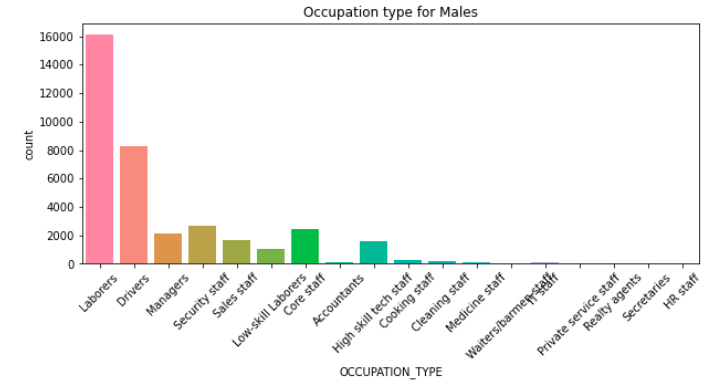 Occupation type for Males
count
16000
14000
12000
10000
8000
6000
4000
2000
0
Laborers
Drivers
Managers
Security staff
Sales staff
Low-skill Laborers
Core staff
Accountants
High skill tech staff
Cooking staff
Cleaning staff
Medicine staff
Waiters/barmen staff
IT staff
Private service staff
Realty agents
Secretaries
HR staff
OCCUPATION_TYPE